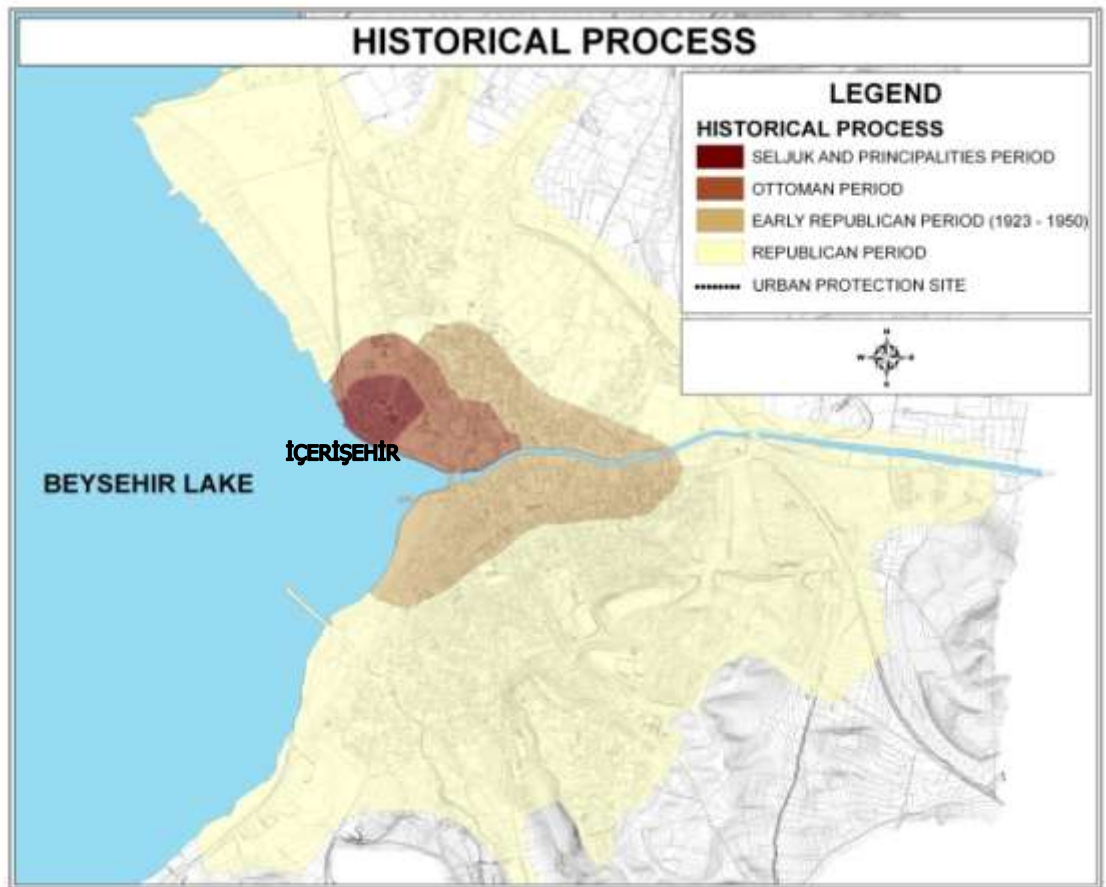 HISTORICAL PROCESS
LEGEND
HISTORICAL PROCESS
SELJUK AND PRINCIPALITIES PERIOD
OTTOMAN PERIOD
EARLY REPUBLICAN PERIOD (1923 - 1950)
REPUBLICAN PERIOD
URBAN PROTECTION SITE
N
W
S
İÇERİŞEHİR
BEYSEHIR LAKE